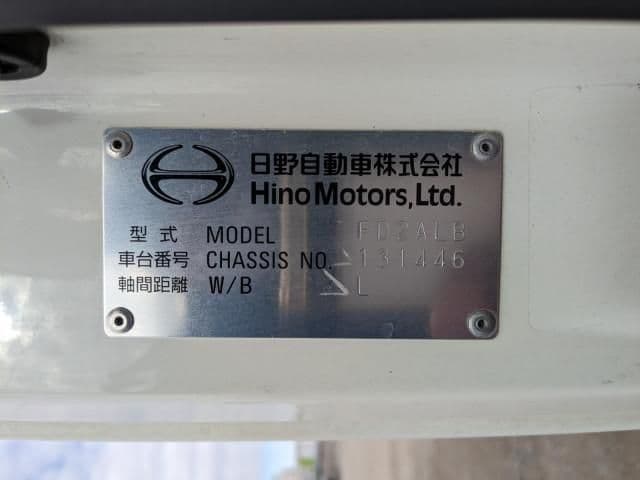 日野自動車株式会社
Hino Motors, Ltd.
型式 MODEL FD2ALB
車台番号 CHASSIS NO. 131446
軸間距離 W/B L